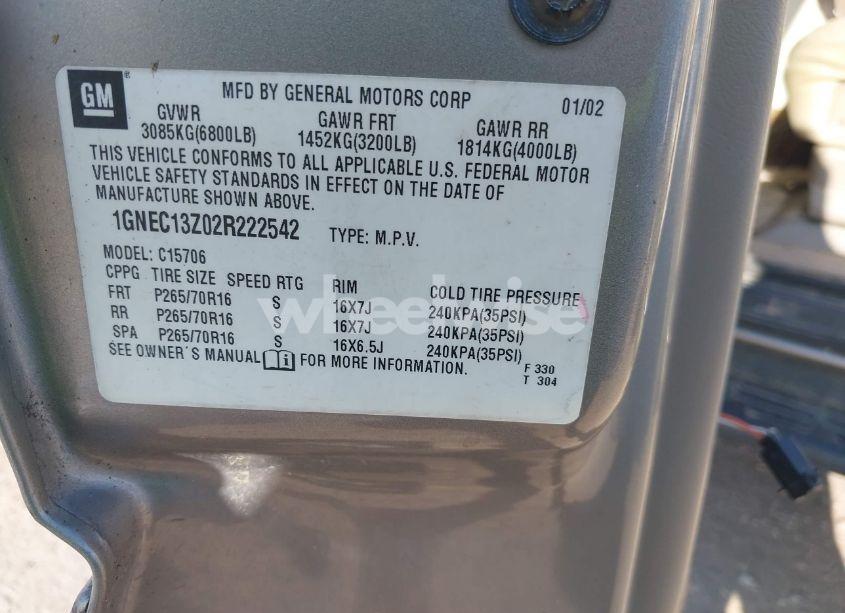 GM
MFD BY GENERAL MOTORS CORP 01/02
GVWR GAWR FRT GAWR RR
3085KG(6800LB) 1452KG(3200LB) 1814KG(4000LB)
THIS VEHICLE CONFORMS TO ALL APPLICABLE U.S. FEDERAL MOTOR
VEHICLE SAFETY STANDARDS IN EFFECT ON THE DATE OF
MANUFACTURE SHOWN ABOVE.
1GNEC13Z02R222542 TYPE: M.P.V.
MODEL: C15706
CPPG TIRE SIZE SPEED RTG RIM COLD TIRE PRESSURE
FRT P265/70R16 S 16X7J 240KPA(35PSI)
RR P265/70R16 S 16X7J 240KPA(35PSI)
SPA P265/70R16 S 16X6.5J 240KPA(35PSI)
SEE OWNER'S MANUAL i FOR MORE INFORMATION.
F 330
T 304
wheelwise